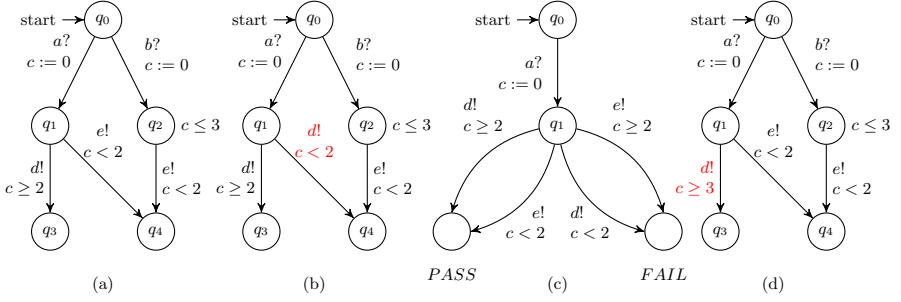 start
q0
a?
c := 0
b?
c := 0
q1
q2
c ≤ 3
e!
c < 2
d!
c ≥ 2
e!
c < 2
q3
q4
(a)
start
q0
a?
c := 0
b?
c := 0
q1
q2
c ≤ 3
d!
c < 2
d!
c ≥ 2
e!
c < 2
q3
q4
(b)
start
q0
a?
c := 0
q1
d!
c ≥ 2
e!
c ≥ 2
e!
c < 2
d!
c < 2
PASS
FAIL
(c)
start
q0
a?
c := 0
b?
c := 0
q1
q2
c ≤ 3
e!
c < 2
d!
c ≥ 3
e!
c < 2
q3
q4
(d)